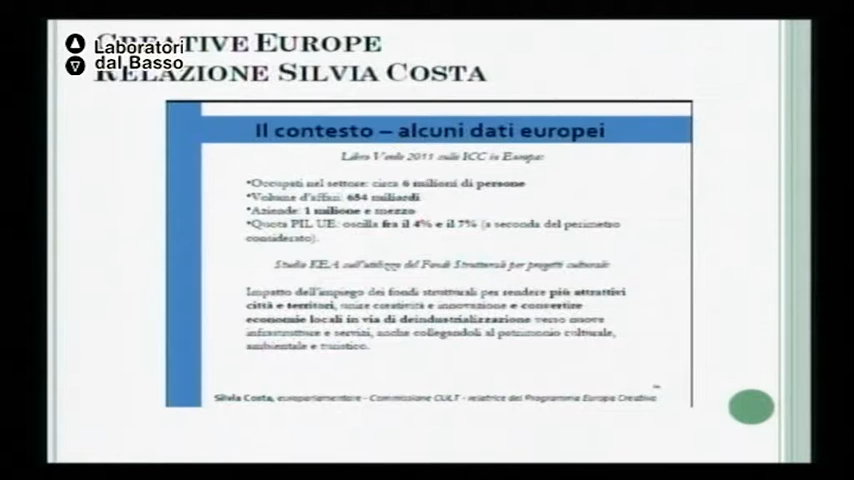 CREATIVE EUROPE
RELAZIONE SILVIA COSTA
Laboratori
dal Basso
Il contesto – alcuni dati europei
Libro Verde 2011 sulle ICC in Europa:
•Occupati nel settore: circa 6 milioni di persone
•Volume d'affari: 654 miliardi
•Aziende: 1 milione e mezzo
•Quota PIL UE: oscilla fra il 4% e il 7% (a seconda del perimetro
considerato).
Studio KEA sull'utilizzo dei Fondi Strutturali per progetti culturali:
Impatto dell'impiego dei fondi strutturali per rendere più attrattivi
città e territori, unire creatività e innovazione e convertire
economie locali in via di deindustrializzazione verso nuove
infrastrutture e servizi, anche collegandoli al patrimonio culturale,
ambientale e turistico.
Silvia Costa, europarlamentare - Commissione CULT - relatrice del Programma Europa Creativa